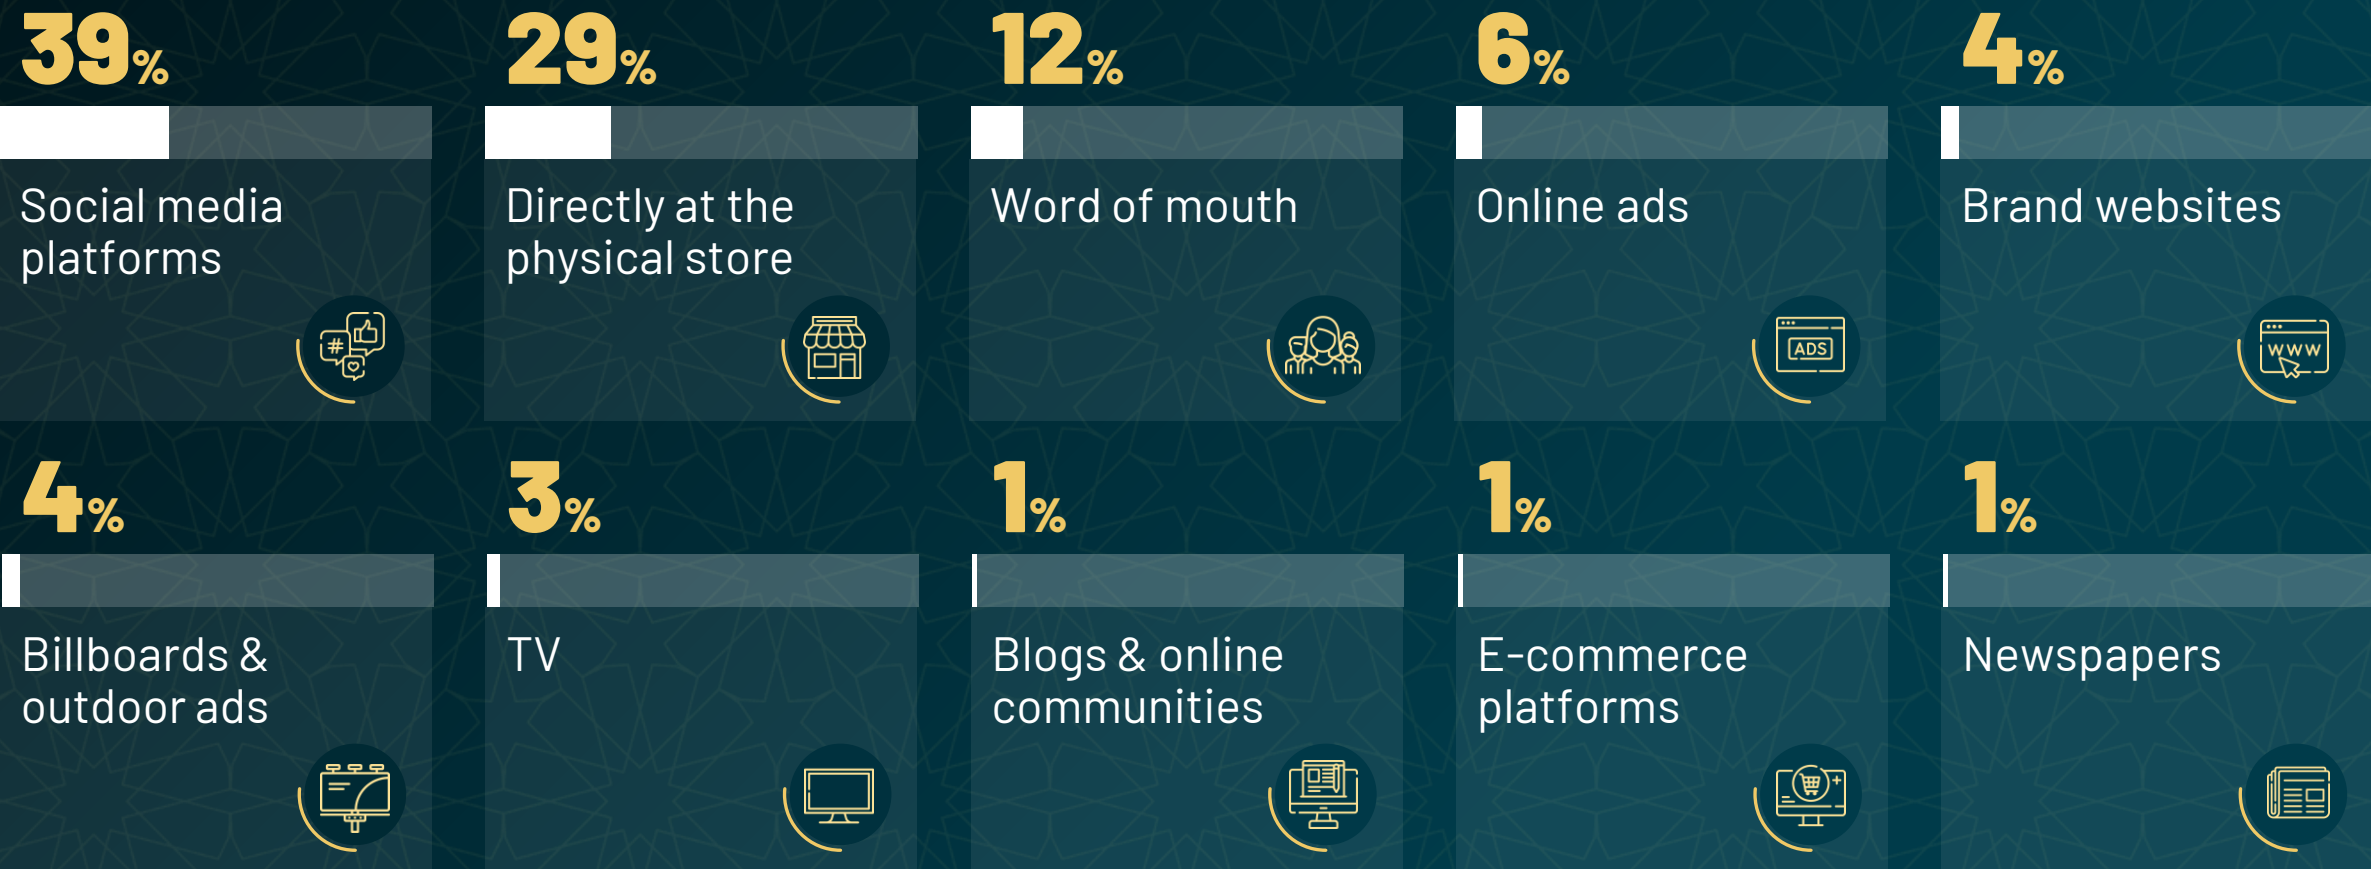 39%
Social media
platforms
29%
Directly at the
physical store
12%
Word of mouth
6%
Online ads
ADS
4%
Brand websites
WWW
4%
Billboards &
outdoor ads
3%
TV
1%
Blogs & online
communities
1%
E-commerce
platforms
1%
Newspapers